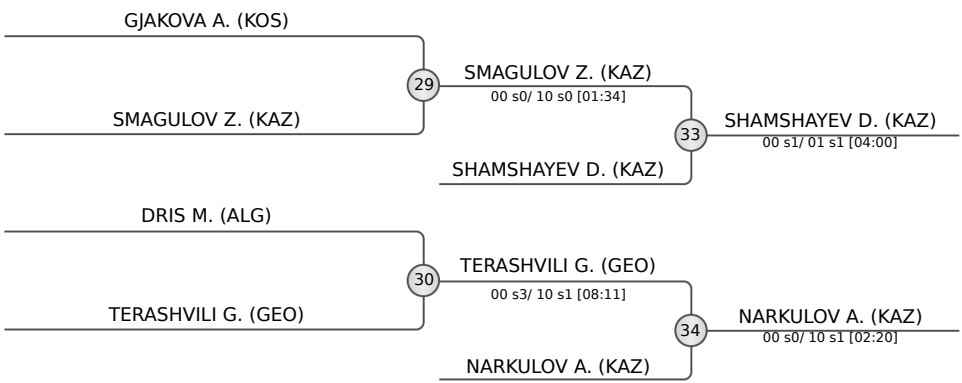 GJAKOVA A. (KOS)
29
SMAGULOV Z. (KAZ)
00 s0/ 10 s0 [01:34]
SMAGULOV Z. (KAZ)
33
SHAMSHAYEV D. (KAZ)
00 s1/ 01 s1 [04:00]
SHAMSHAYEV D. (KAZ)
DRIS M. (ALG)
30
TERASHVILI G. (GEO)
00 s3/ 10 s1 [08:11]
TERASHVILI G. (GEO)
34
NARKULOV A. (KAZ)
00 s0/ 10 s1 [02:20]
NARKULOV A. (KAZ)